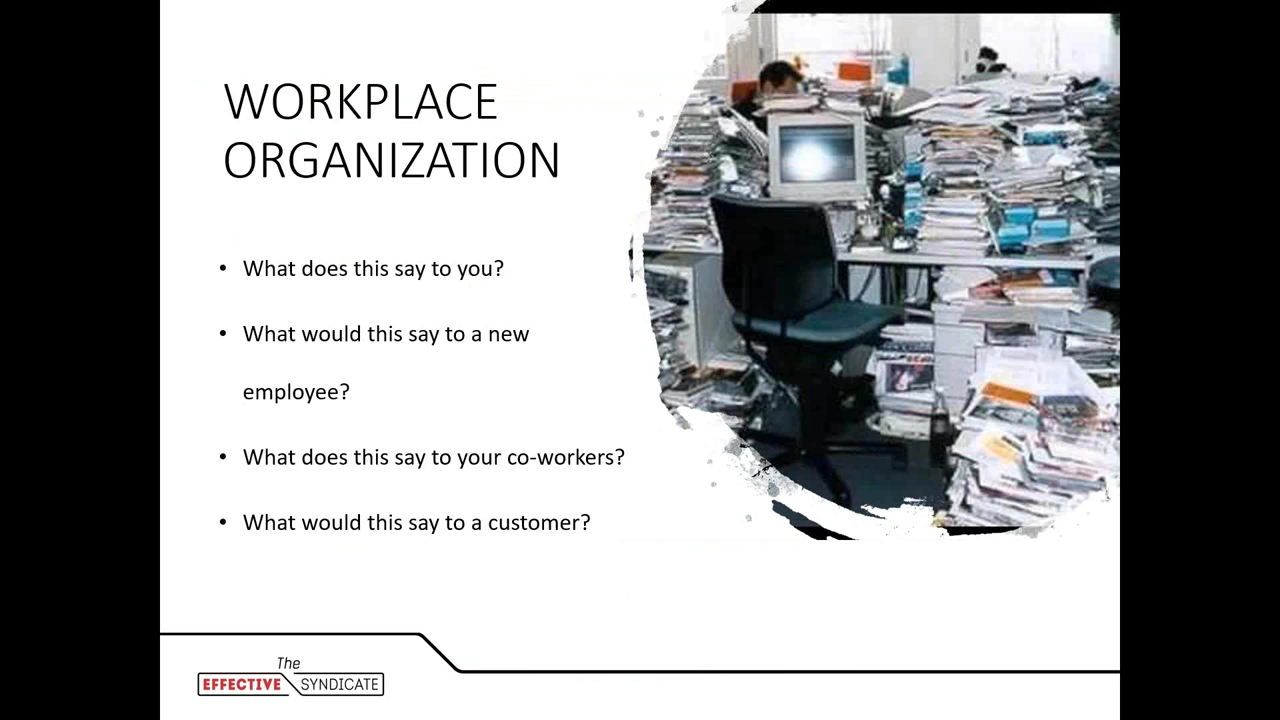 WORKPLACE
ORGANIZATION
• What does this say to you?
• What would this say to a new
employee?
• What does this say to your co-workers?
• What would this say to a customer?
The
EFFECTIVE SYNDICATE